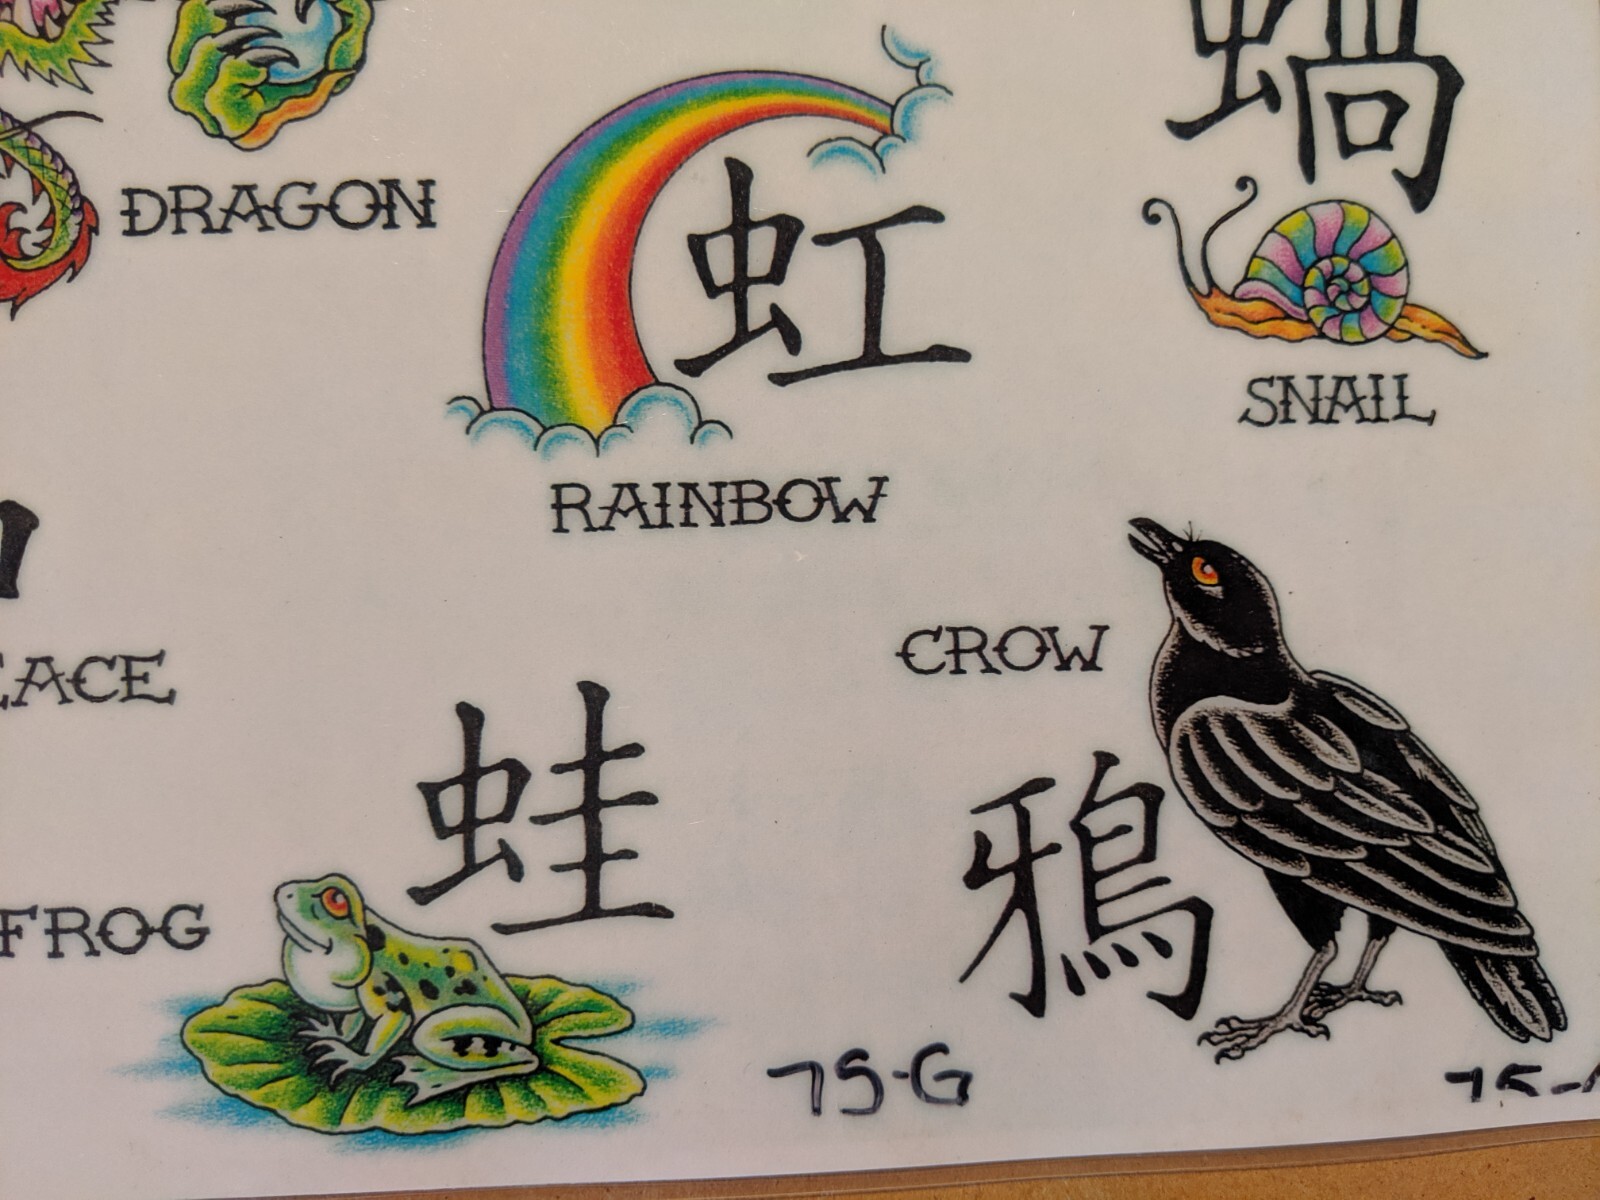 蝸
DRAGON
虹
SNAIL
RAINBOW
CROW
蛙
鴉
FROG
75-G